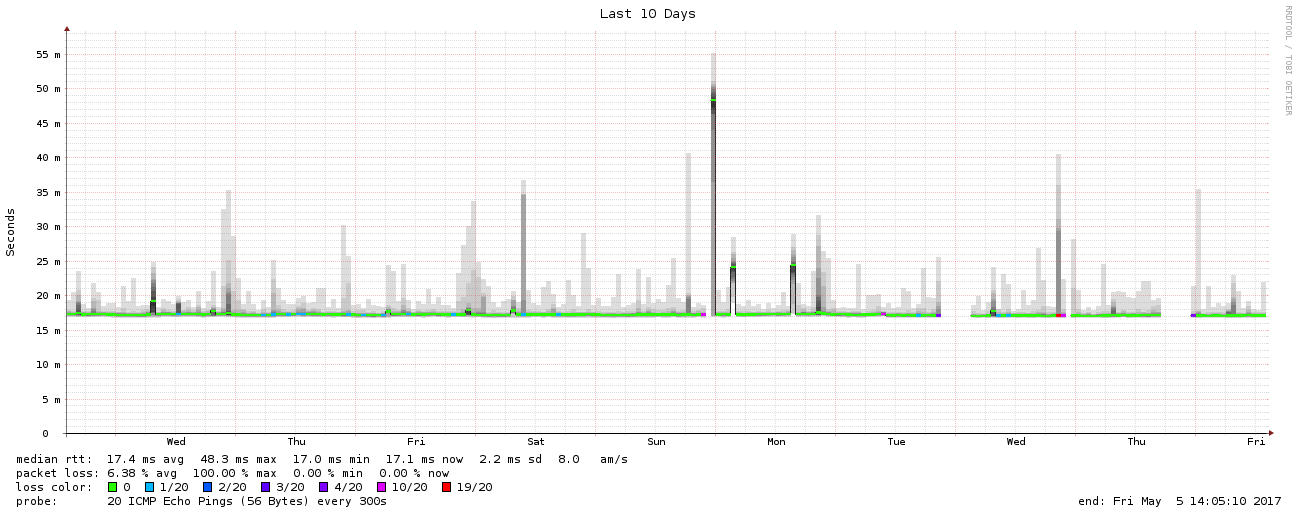 Last 10 Days
RRDTOOL / TOBI OETIKER
Seconds
55 m
50 m
45 m
40 m
35 m
30 m
25 m
20 m
15 m
10 m
5 m
0
Wed Thu Fri Sat Sun Mon Tue Wed Thu Fri
median rtt: 17.4 ms avg 48.3 ms max 17.0 ms min 17.1 ms now 2.2 ms sd 8.0 am/s
packet loss: 6.38 % avg 100.00 % max 0.00 % min 0.00 % now
loss color: 0 1/20 2/20 3/20 4/20 10/20 19/20
probe: 20 ICMP Echo Pings (56 Bytes) every 300s end: Fri May 5 14:05:10 2017